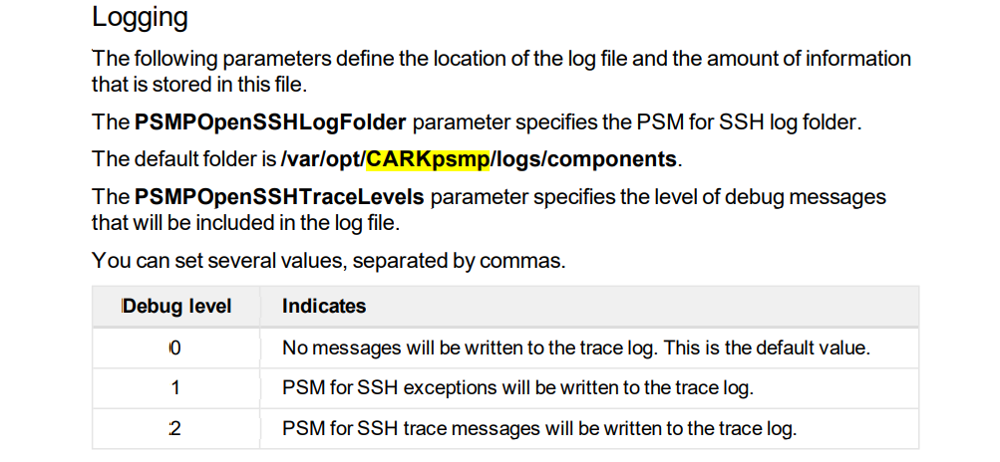 Logging
The following parameters define the location of the log file and the amount of information
that is stored in this file.
The PSMPOpenSSHLogFolder parameter specifies the PSM for SSH log folder.
The default folder is /var/opt/CARKpsmp/logs/components.
The PSMPOpenSSHTraceLevels parameter specifies the level of debug messages
that will be included in the log file.
You can set several values, separated by commas.
Debug level Indicates
0 No messages will be written to the trace log. This is the default value.
1 PSM for SSH exceptions will be written to the trace log.
2 PSM for SSH trace messages will be written to the trace log.